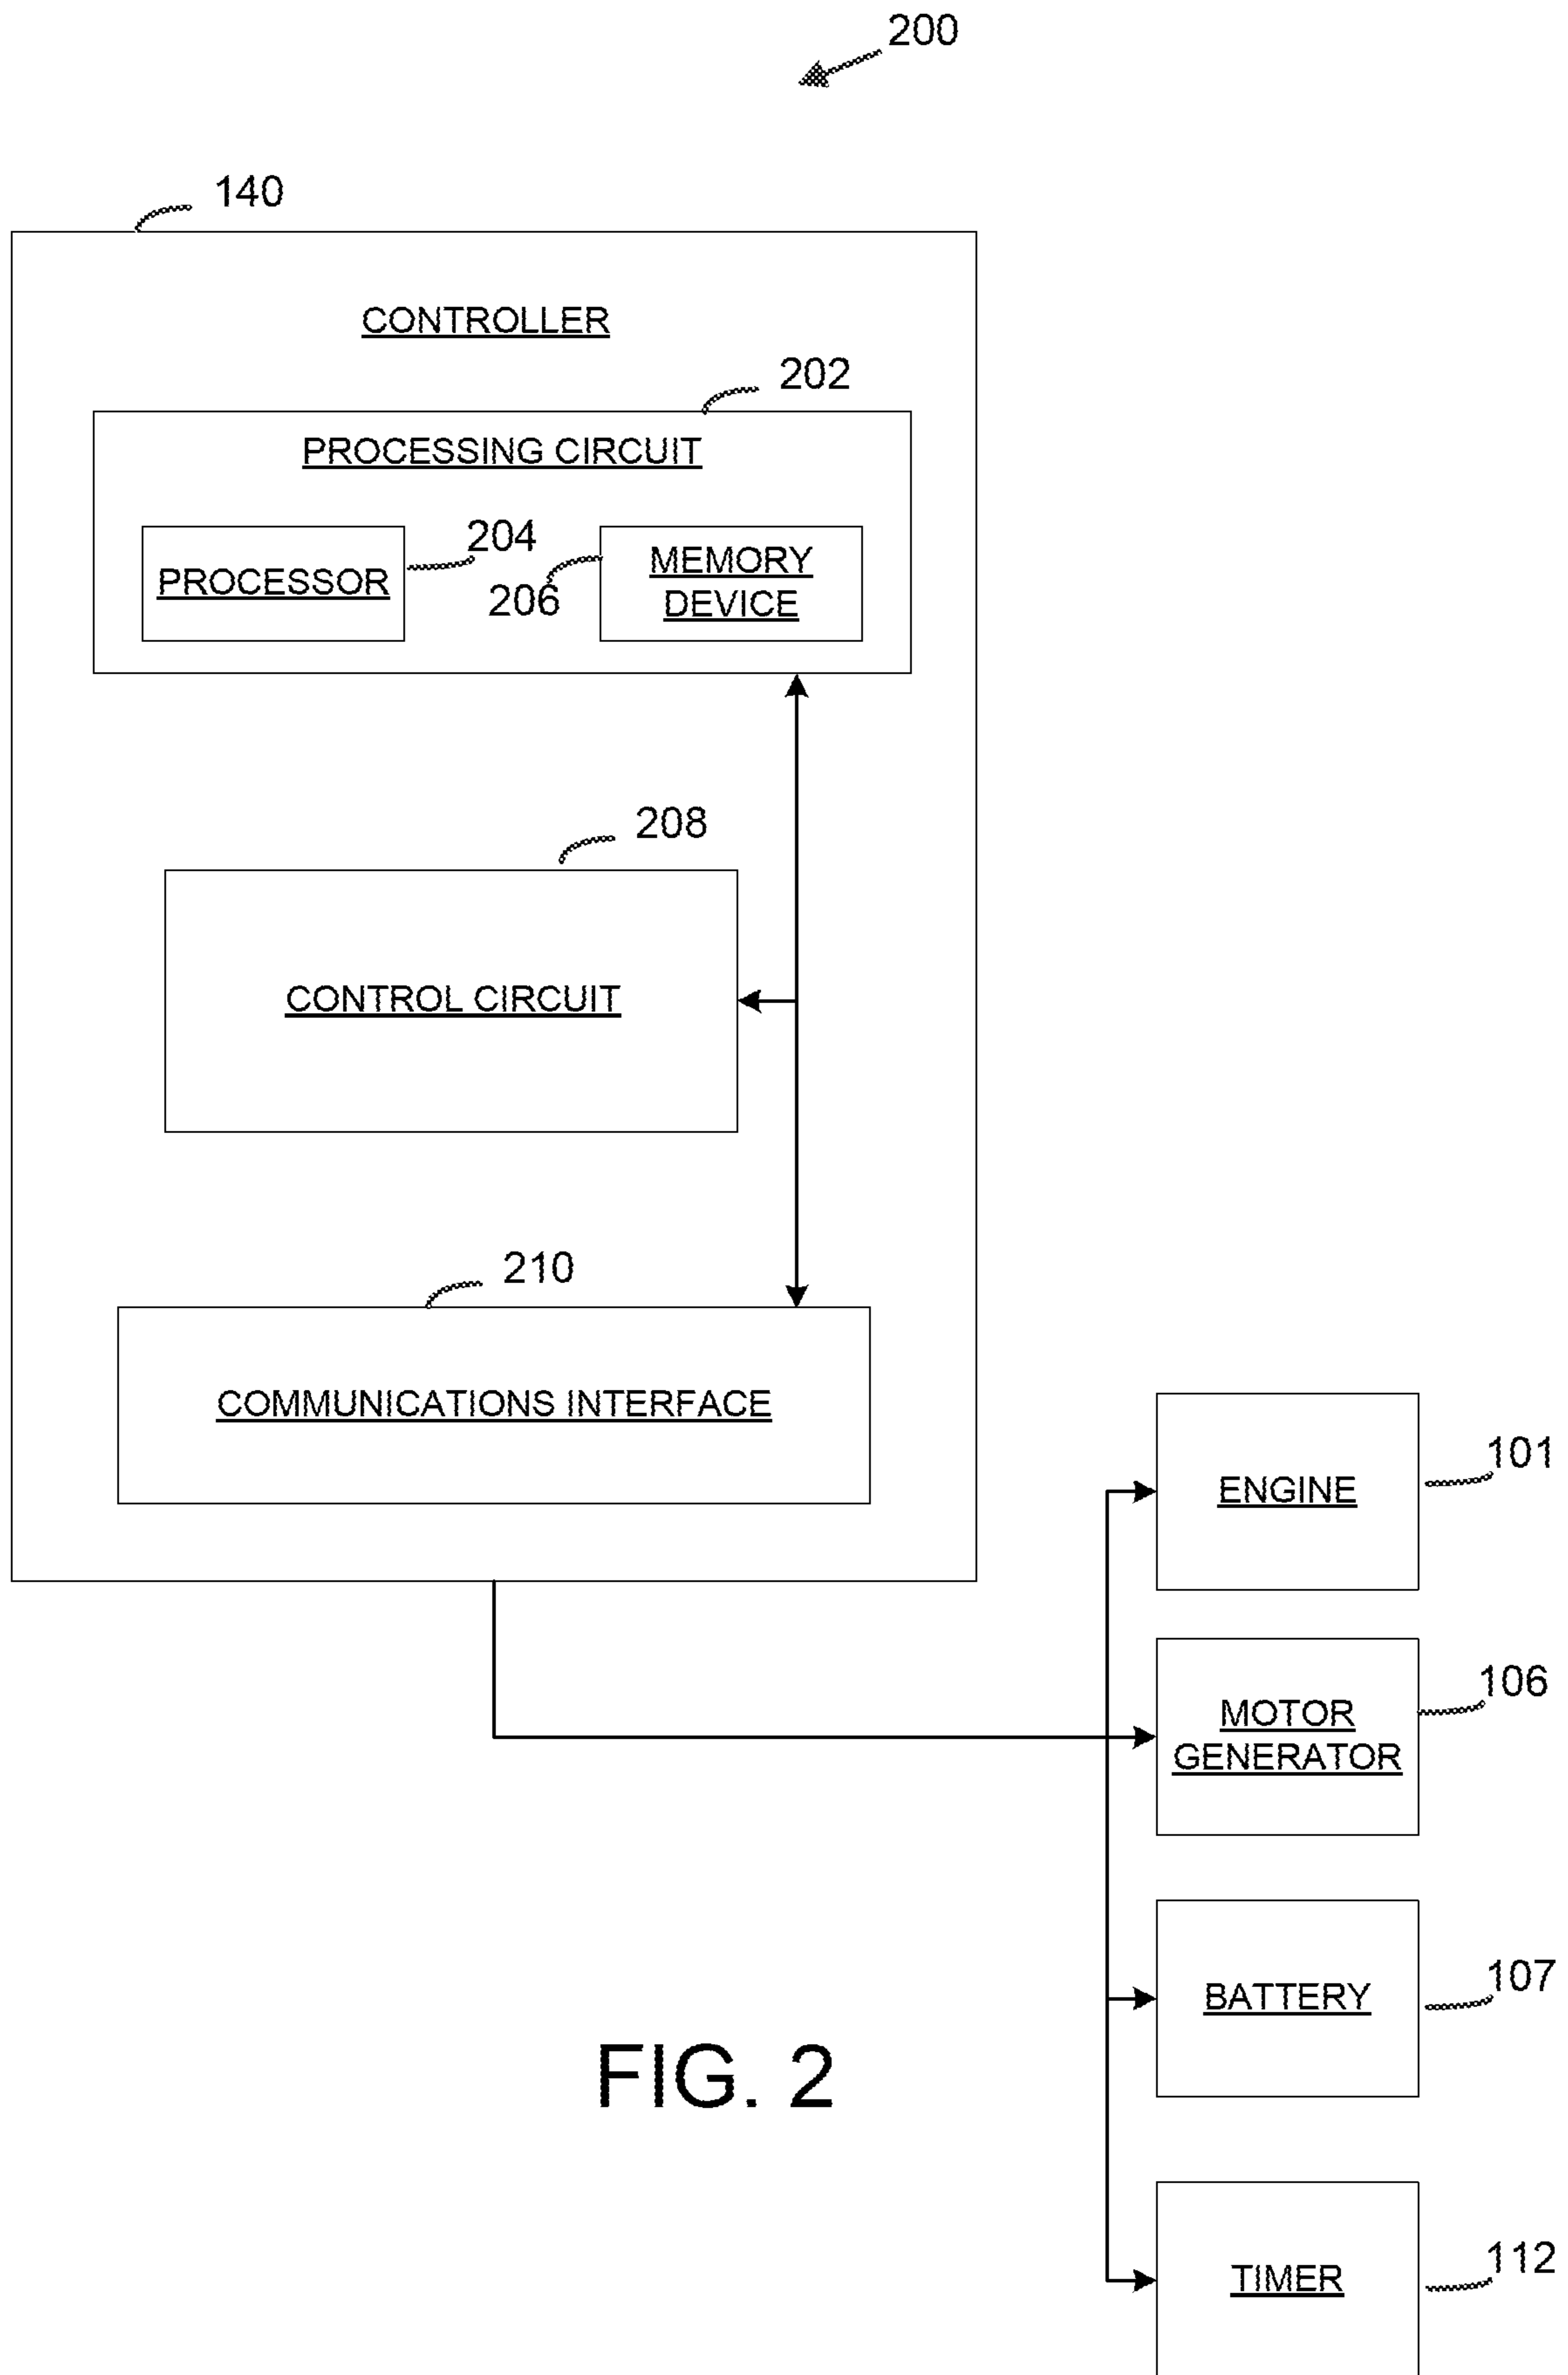 200
140
CONTROLLER
202
PROCESSING CIRCUIT
204
PROCESSOR
206
MEMORY
DEVICE
208
CONTROL CIRCUIT
210
COMMUNICATIONS INTERFACE
ENGINE
101
MOTOR
GENERATOR
106
BATTERY
107
TIMER
112
FIG. 2